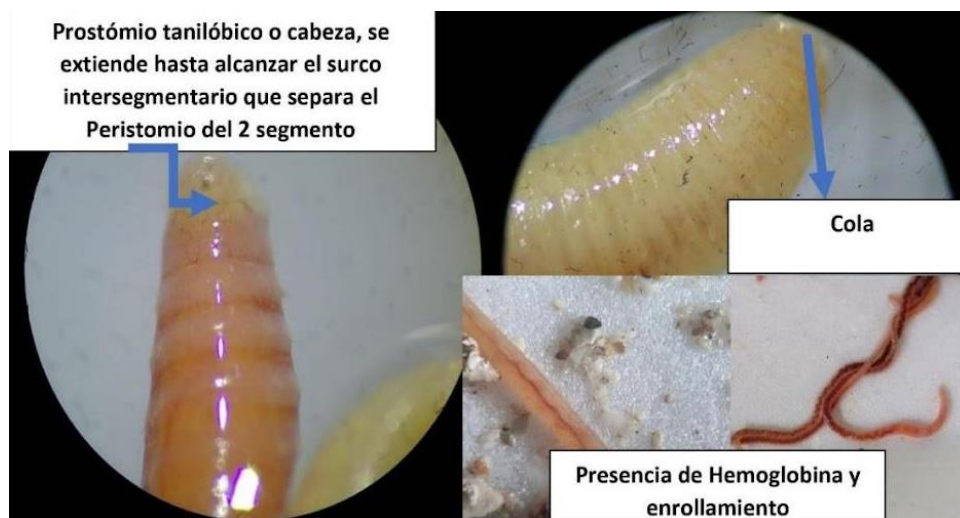 Prostómio tanilóbico o cabeza, se
extiende hasta alcanzar el surco
intersegmentario que separa el
Peristomio del 2 segmento
Cola
Presencia de Hemoglobina y
enrollamiento